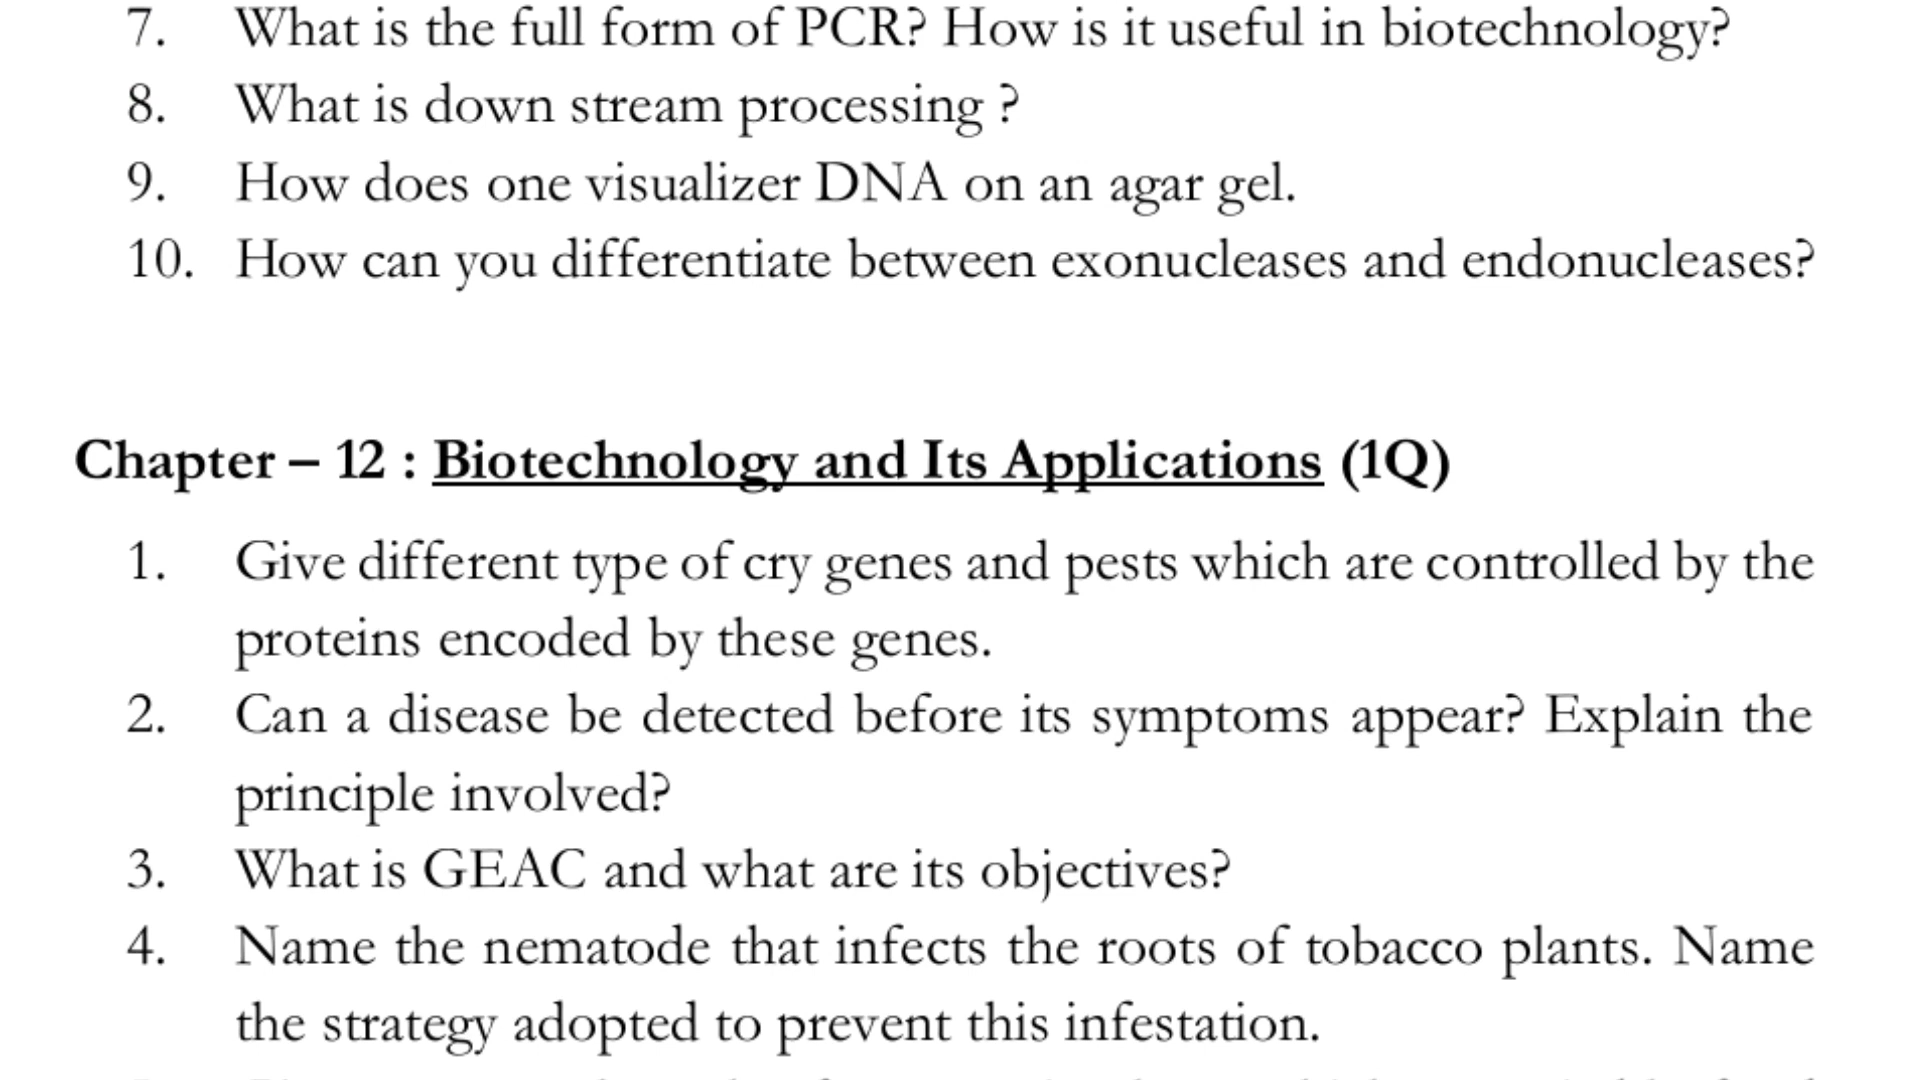 7. What is the full form of PCR? How is it useful in biotechnology?
8. What is down stream processing ?
9. How does one visualizer DNA on an agar gel.
10. How can you differentiate between exonucleases and endonucleases?
Chapter – 12 : Biotechnology and Its Applications (1Q)
1. Give different type of cry genes and pests which are controlled by the
proteins encoded by these genes.
2. Can a disease be detected before its symptoms appear? Explain the
principle involved?
3. What is GEAC and what are its objectives?
4. Name the nematode that infects the roots of tobacco plants. Name
the strategy adopted to prevent this infestation.